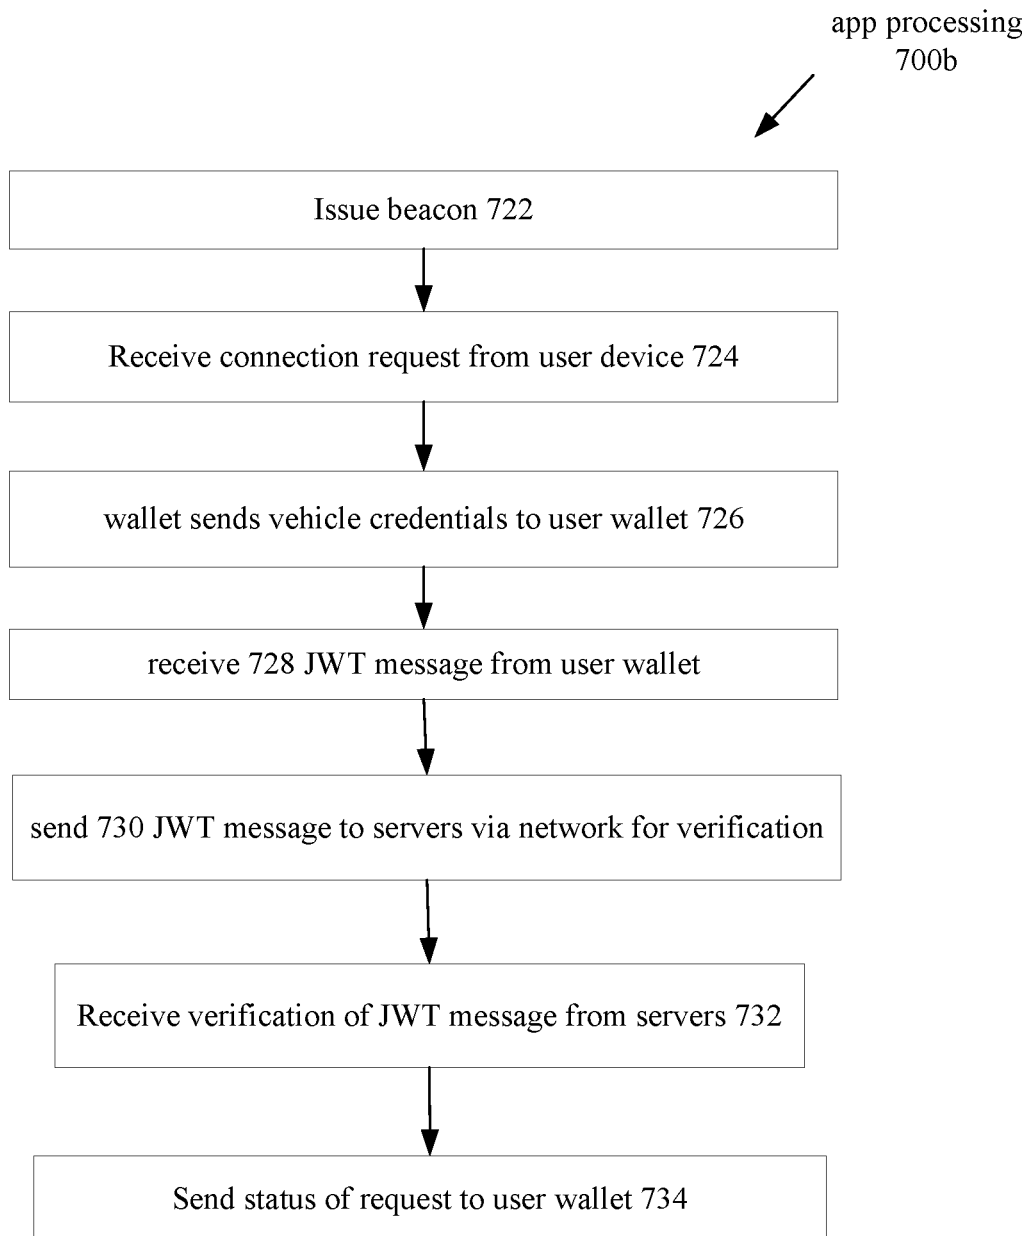 app processing
700b
Issue beacon 722
Receive connection request from user device 724
wallet sends vehicle credentials to user wallet 726
receive 728 JWT message from user wallet
send 730 JWT message to servers via network for verification
Receive verification of JWT message from servers 732
Send status of request to user wallet 734